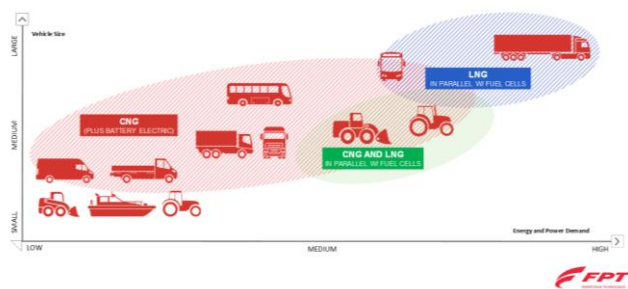 Vehicle Size
LARGE
MEDIUM
SMALL
LNG
IN PARALLEL W/ FUEL CELLS
CNG
(PLUS BATTERY ELECTRIC)
CNG AND LNG
IN PARALLEL W/ FUEL CELLS
Energy and Power Demand
LOW
MEDIUM
HIGH
FPT